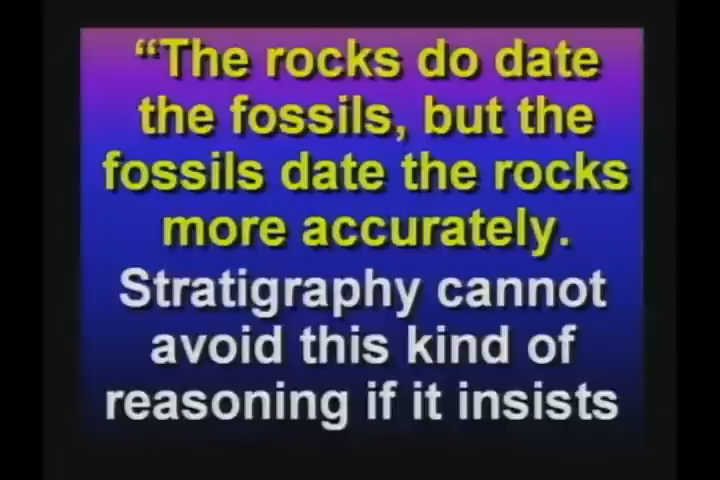 “The rocks do date
the fossils, but the
fossils date the rocks
more accurately.
Stratigraphy cannot
avoid this kind of
reasoning if it insists